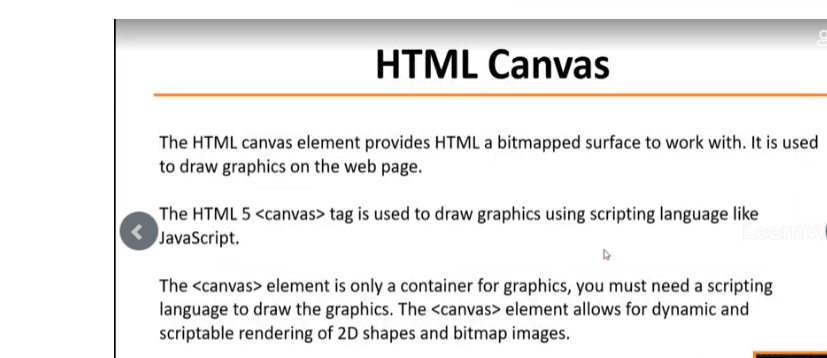 HTML Canvas
The HTML canvas element provides HTML a bitmapped surface to work with. It is used
to draw graphics on the web page.
The HTML 5 <canvas> tag is used to draw graphics using scripting language like
JavaScript.
The <canvas> element is only a container for graphics, you must need a scripting
language to draw the graphics. The <canvas> element allows for dynamic and
scriptable rendering of 2D shapes and bitmap images.